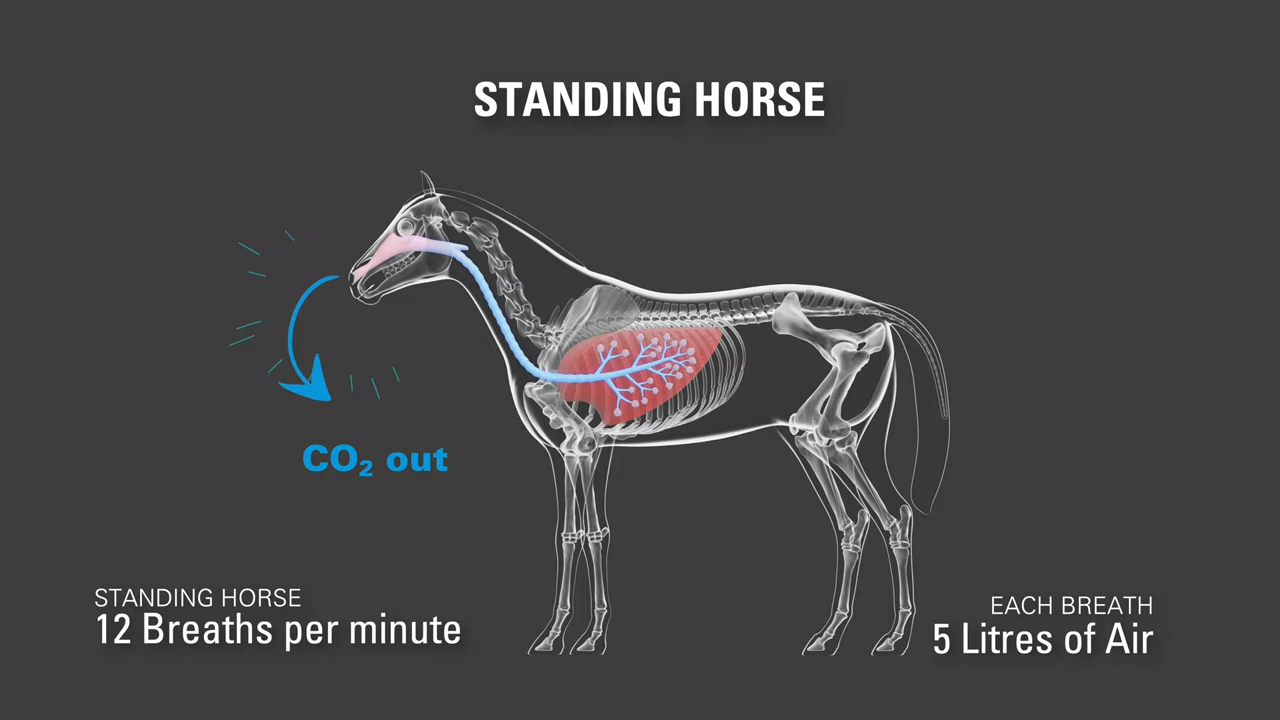 STANDING HORSE
CO₂ out
STANDING HORSE
12 Breaths per minute
EACH BREATH
5 Litres of Air